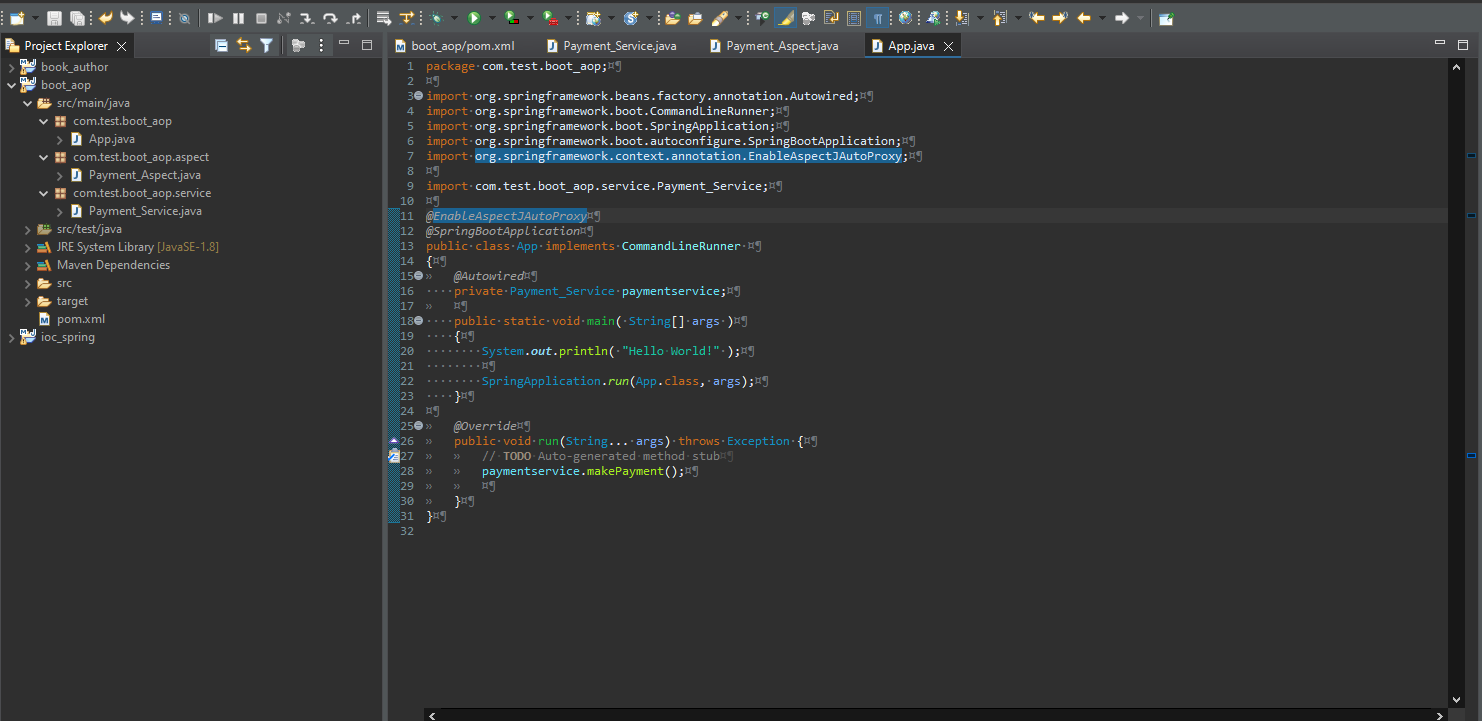 Project Explorer
boot_aop/pom.xml
Payment_Service.java
Payment_Aspect.java
App.java
book_author
boot_aop
src/main/java
com.test.boot_aop
App.java
com.test.boot_aop.aspect
Payment_Aspect.java
com.test.boot_aop.service
Payment_Service.java
src/test/java
JRE System Library [JavaSE-1.8]
Maven Dependencies
src
target
pom.xml
ioc_spring
1 package com.test.boot_aop;
2
3 import org.springframework.beans.factory.annotation.Autowired;
4 import org.springframework.boot.CommandLineRunner;
5 import org.springframework.boot.SpringApplication;
6 import org.springframework.boot.autoconfigure.SpringBootApplication;
7 import org.springframework.context.annotation.EnableAspectJAutoProxy;
8
9 import com.test.boot_aop.service.Payment_Service;
10
11 @EnableAspectJAutoProxy
12 @SpringBootApplication
13 public class App implements CommandLineRunner
14 {
15 @Autowired
16 private Payment_Service paymentservice;
17
18 public static void main( String[] args )
19 {
20 System.out.println( "Hello World!" );
21
22 SpringApplication.run(App.class, args);
23 }
24
25 @Override
26 public void run(String... args) throws Exception {
27 // TODO Auto-generated method stub
28 paymentservice.makePayment();
29
30 }
31 }
32